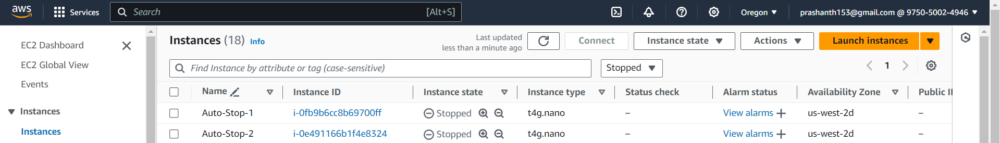 aws Services Search [Alt+S] Oregon prashanth153@gmail.com @ 9750-5002-4946
EC2 Dashboard
EC2 Global View
Events
Instances
Instances
Instances (18) Info
Last updated
less than a minute ago
Connect Instance state Actions Launch instances
Find Instance by attribute or tag (case-sensitive) Stopped 1
Name Instance ID Instance state Instance type Status check Alarm status Availability Zone Public
Auto-Stop-1 i-0fb9b6cc8b69700ff Stopped t4g.nano – View alarms + us-west-2d –
Auto-Stop-2 i-0e491166b1f4e8324 Stopped t4g.nano – View alarms + us-west-2d –